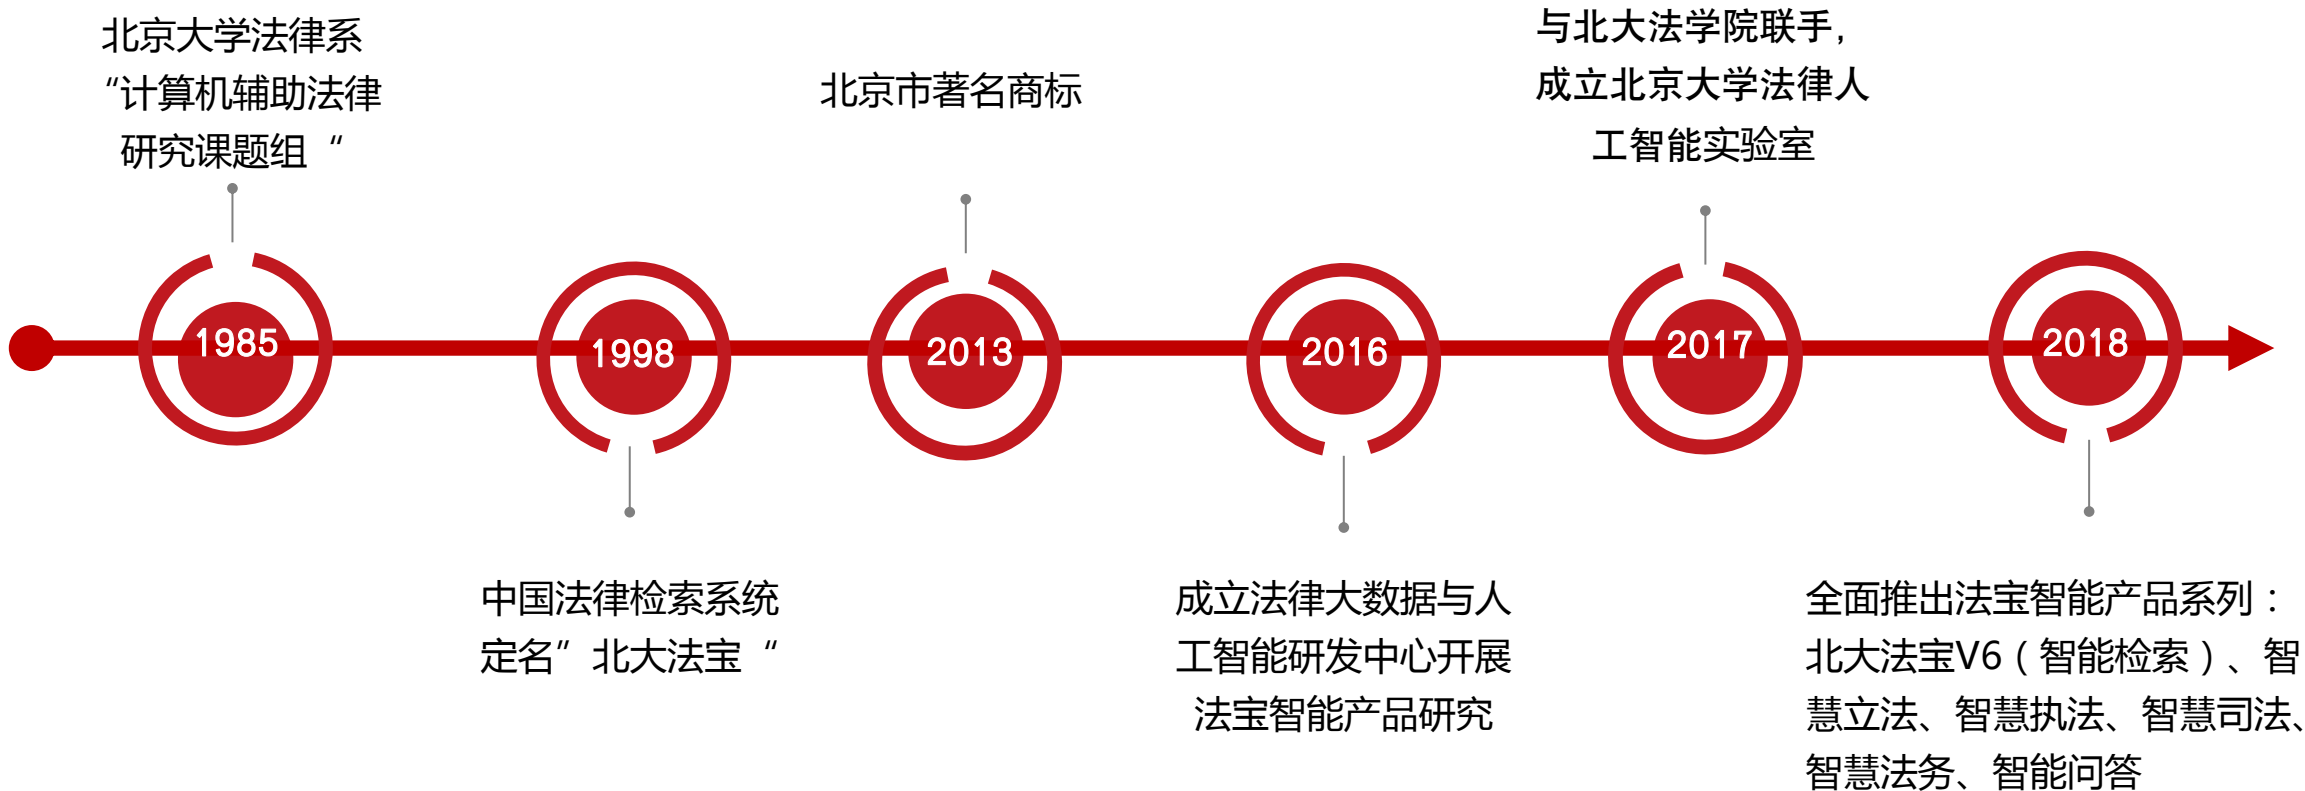 北京大学法律系
“计算机辅助法律
研究课题组“
1985
1998
中国法律检索系统
定名”北大法宝“
北京市著名商标
2013
2016
成立法律大数据与人
工智能研发中心开展
法宝智能产品研究
与北大法学院联手，
成立北京大学法律人
工智能实验室
2017
2018
全面推出法宝智能产品系列：
北大法宝V6（智能检索）、智
慧立法、智慧执法、智慧司法、
智慧法务、智能问答